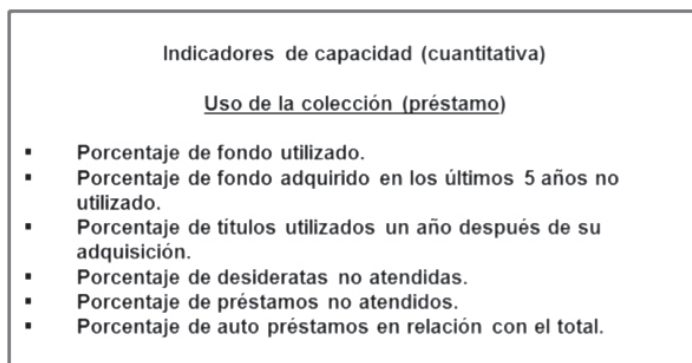 Indicadores de capacidad (cuantitativa)
Uso de la colección (préstamo)
▪ Porcentaje de fondo utilizado.
▪ Porcentaje de fondo adquirido en los últimos 5 años no
utilizado.
▪ Porcentaje de títulos utilizados un año después de su
adquisición.
▪ Porcentaje de desideratas no atendidas.
▪ Porcentaje de préstamos no atendidos.
▪ Porcentaje de auto préstamos en relación con el total.